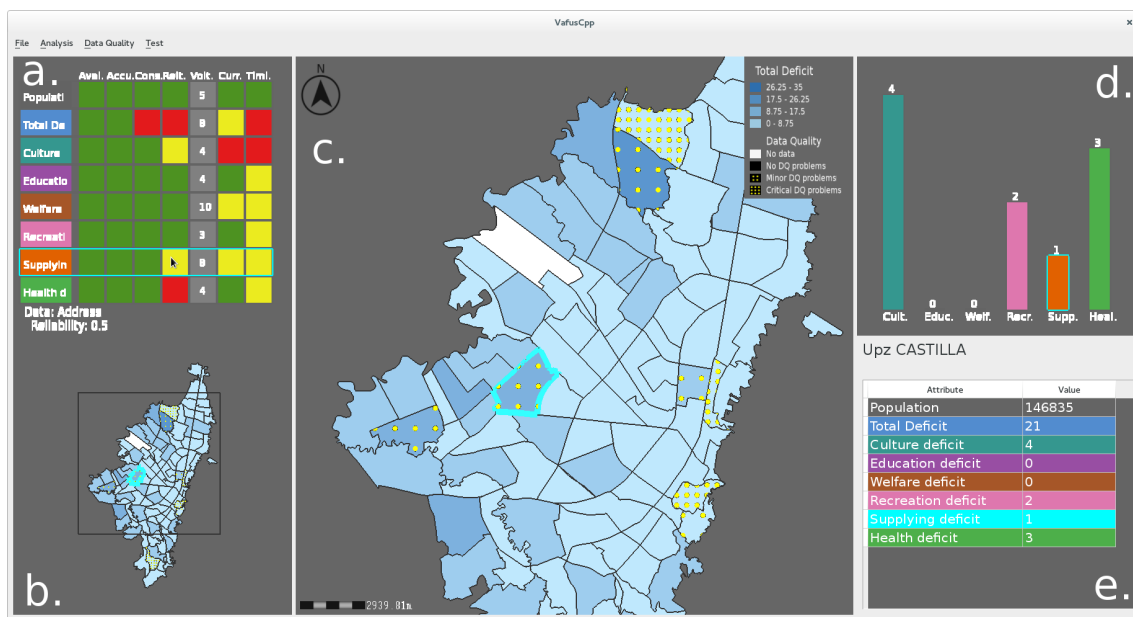 VafusCpp
×
File Analysis Data Quality Test
a.
Avai. Accu. Cons. Relt. Volt. Curr. Timl.
Populati 5
Total De 9
Culture 4
Educatio 4
Welfare 10
Recreati 3
Supplyin 9
Health d 4
Data: Address
Reliability: 0.5
b.
N
c.
Total Deficit
26.25 - 35
17.5 - 26.25
8.75 - 17.5
0 - 8.75
Data Quality
No data
No DQ problems
Minor DQ problems
Critical DQ problems
2939.81m
d.
4
0
0
2
1
3
Cult. Educ. Welf. Recr. Supp. Heal.
Upz CASTILLA
Attribute Value
Population 146835
Total Deficit 21
Culture deficit 4
Education deficit 0
Welfare deficit 0
Recreation deficit 2
Supplying deficit 1
Health deficit 3
e.